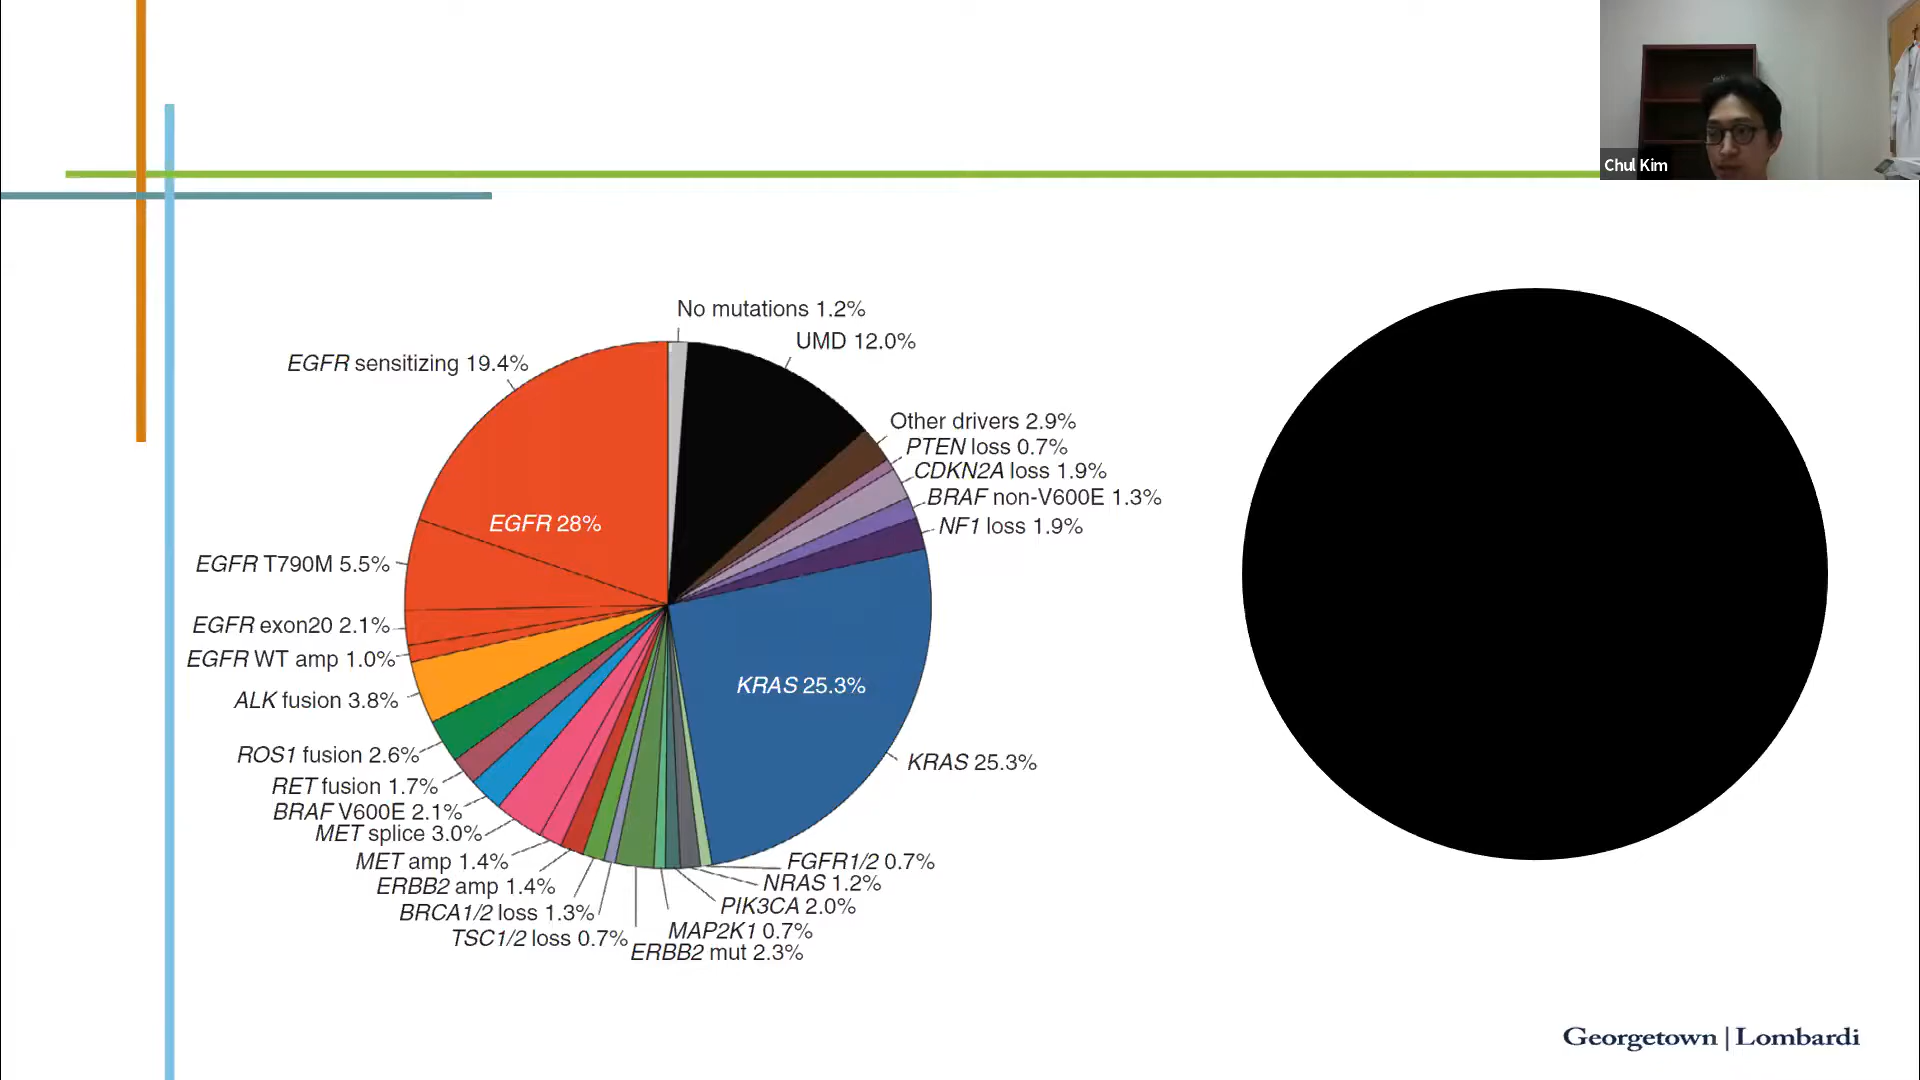 Chul Kim
No mutations 1.2%
UMD 12.0%
EGFR sensitizing 19.4%
Other drivers 2.9%
PTEN loss 0.7%
CDKN2A loss 1.9%
BRAF non-V600E 1.3%
NF1 loss 1.9%
EGFR 28%
EGFR T790M 5.5%
EGFR exon20 2.1%
EGFR WT amp 1.0%
KRAS 25.3%
ALK fusion 3.8%
ROS1 fusion 2.6%
KRAS 25.3%
RET fusion 1.7%
BRAF V600E 2.1%
MET splice 3.0%
MET amp 1.4%
FGFR1/2 0.7%
ERBB2 amp 1.4%
NRAS 1.2%
BRCA1/2 loss 1.3%
PIK3CA 2.0%
TSC1/2 loss 0.7%
MAP2K1 0.7%
ERBB2 mut 2.3%
Georgetown | Lombardi